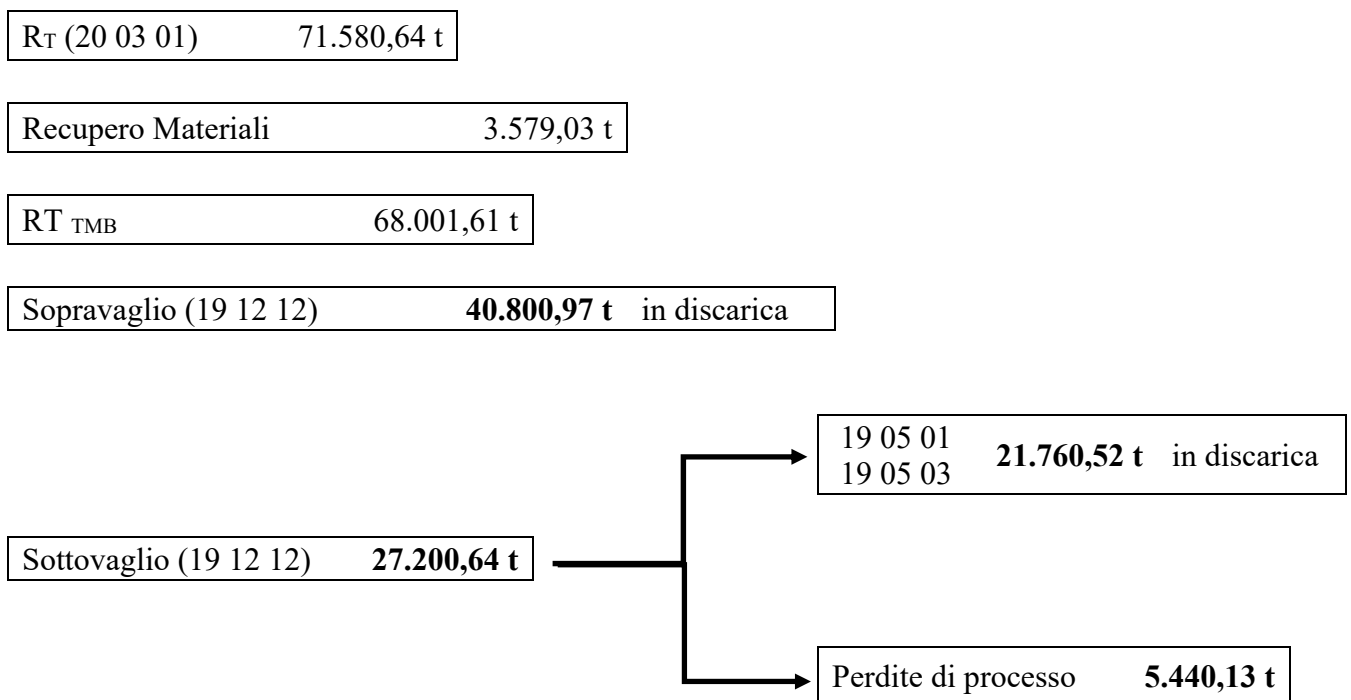 RT (20 03 01) 71.580,64 t
Recupero Materiali 3.579,03 t
RT TMB 68.001,61 t
Sopravaglio (19 12 12) 40.800,97 t in discarica
19 05 01
19 05 03 21.760,52 t in discarica
Sottovaglio (19 12 12) 27.200,64 t
Perdite di processo 5.440,13 t